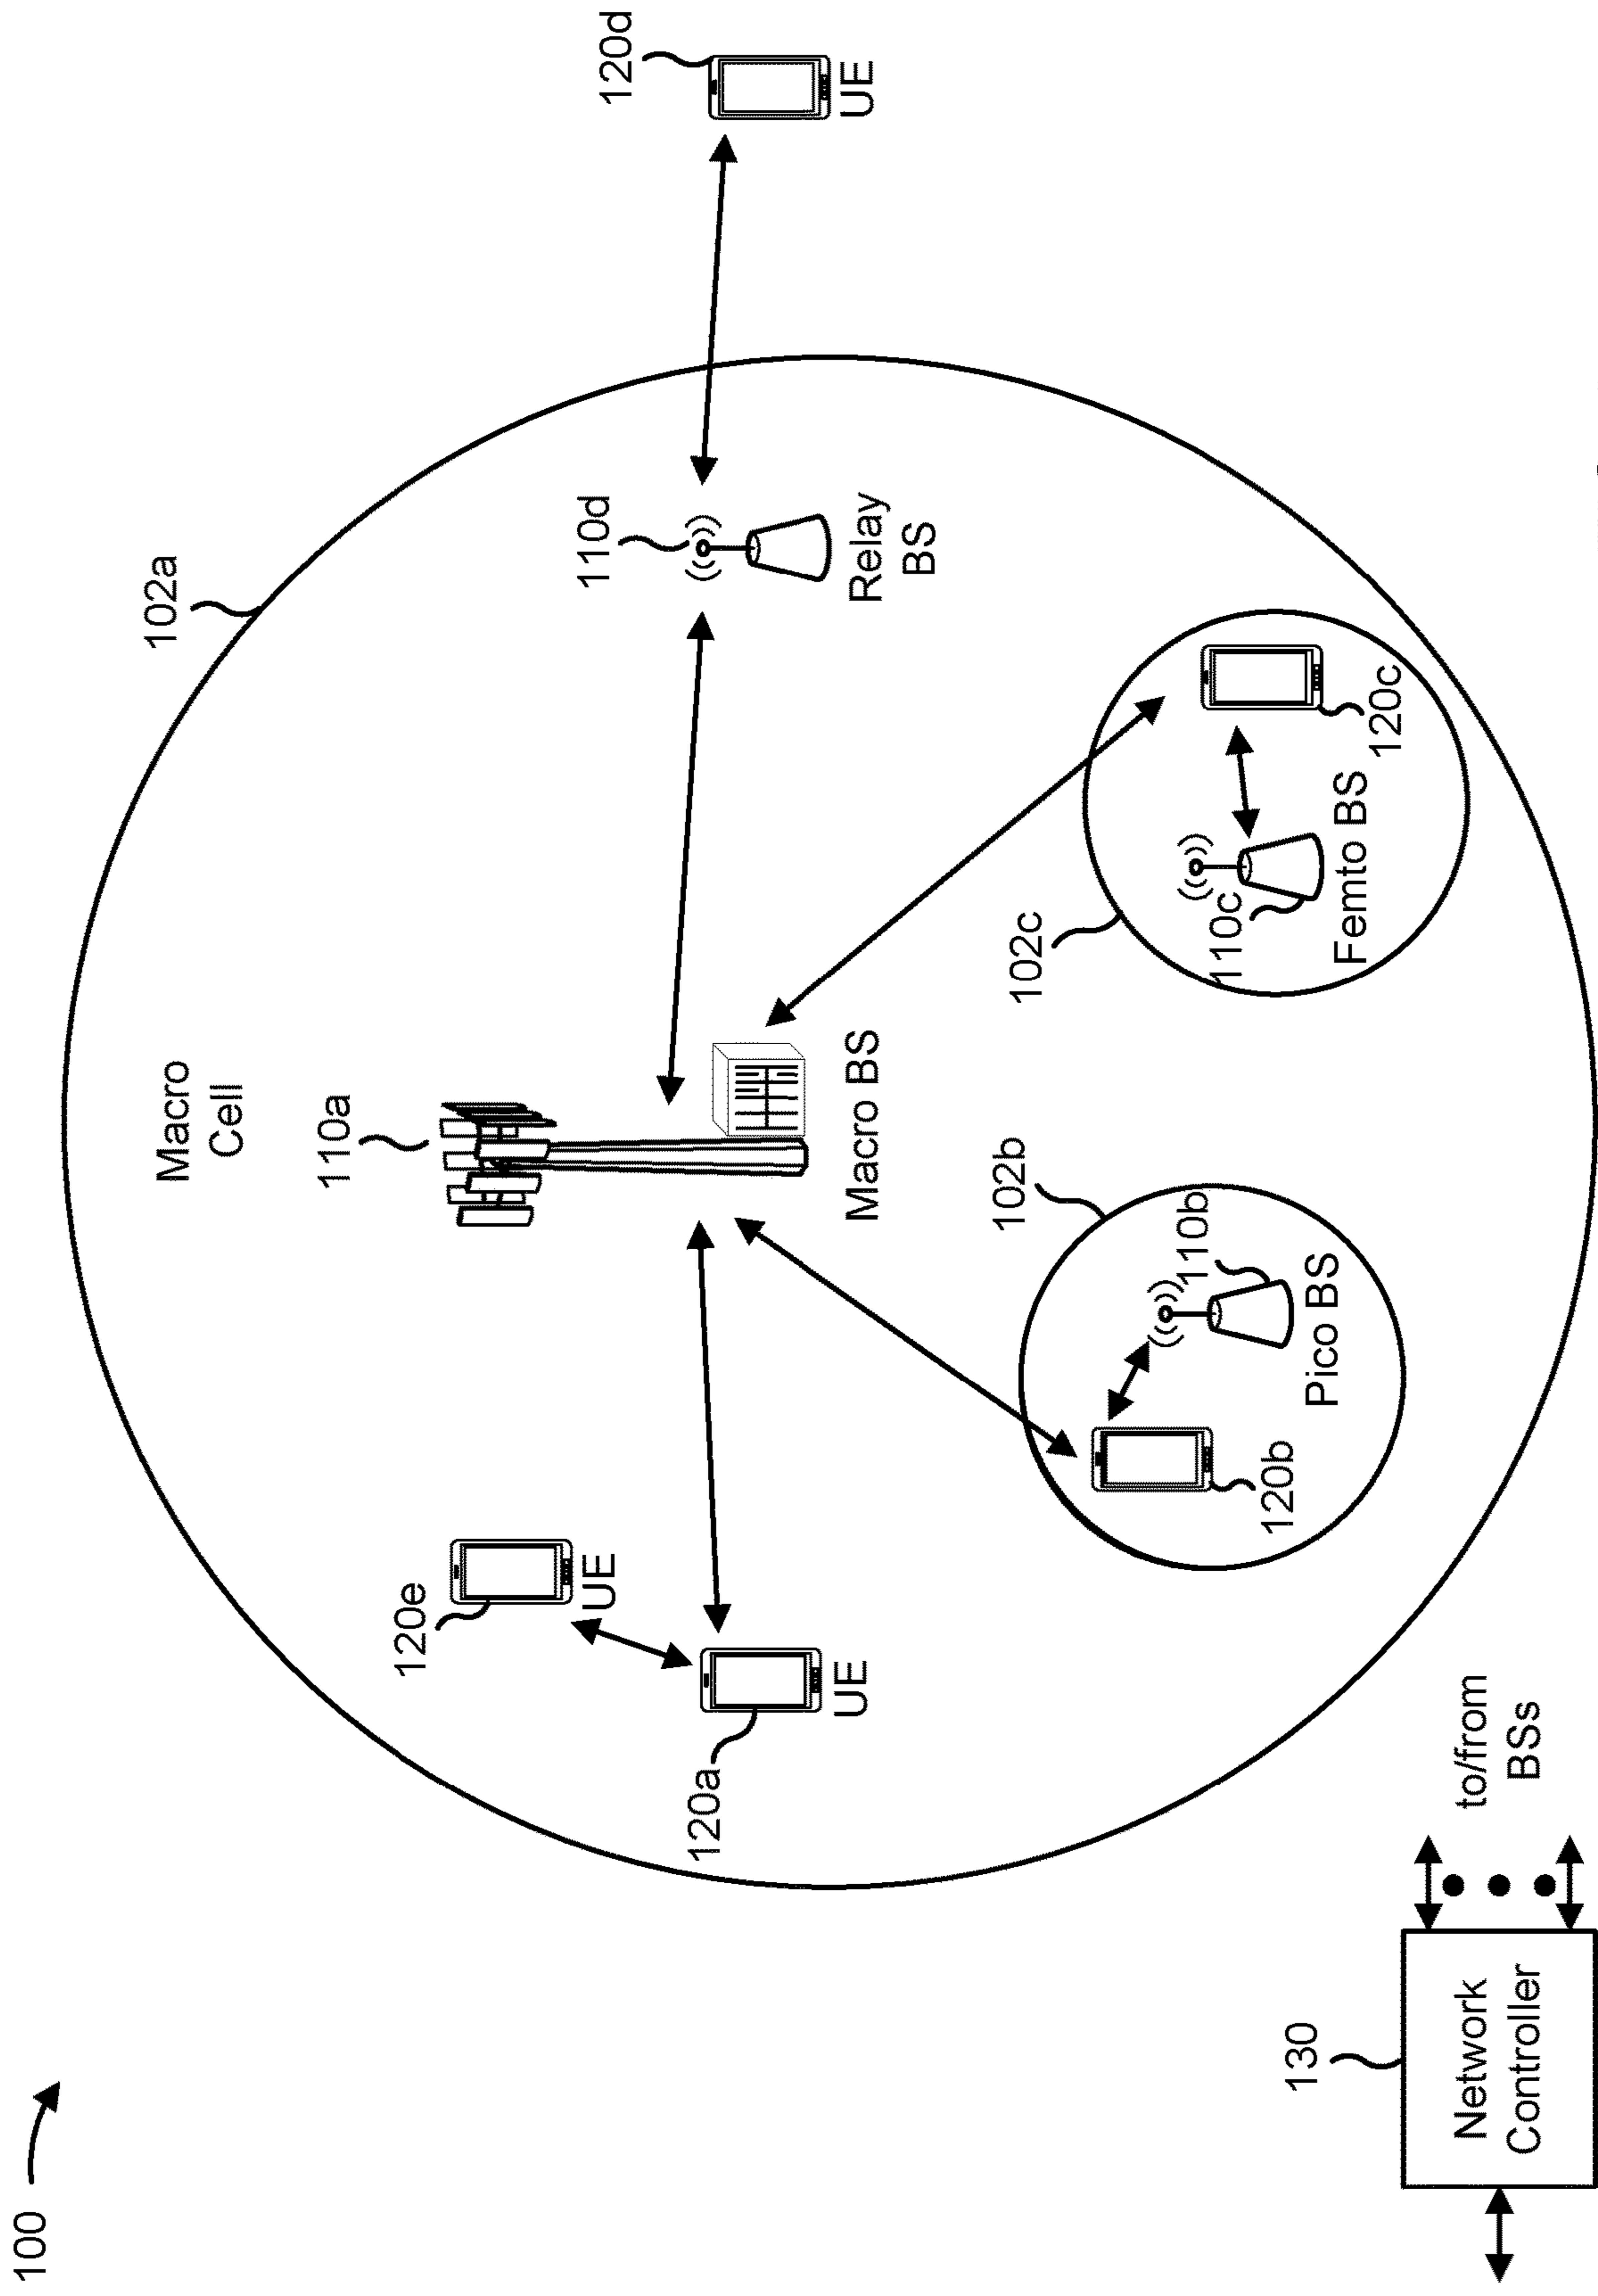 100
102a
Macro
Cell
110a
120d
UE
110d
Relay
BS
120e
UE
120a
UE
Macro BS
102b
110b
Pico BS
120b
102c
110c
Femto BS
120c
130
Network
Controller
to/from
BSs